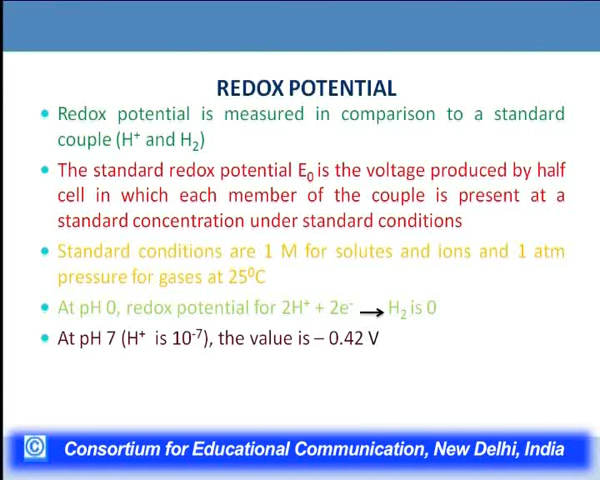 REDOX POTENTIAL
• Redox potential is measured in comparison to a standard
couple (H⁺ and H₂)
• The standard redox potential E₀ is the voltage produced by half
cell in which each member of the couple is present at a
standard concentration under standard conditions
• Standard conditions are 1 M for solutes and ions and 1 atm
pressure for gases at 25⁰C
• At pH 0, redox potential for 2H⁺ + 2e⁻ → H₂ is 0
• At pH 7 (H⁺ is 10⁻⁷), the value is – 0.42 V
© Consortium for Educational Communication, New Delhi, India